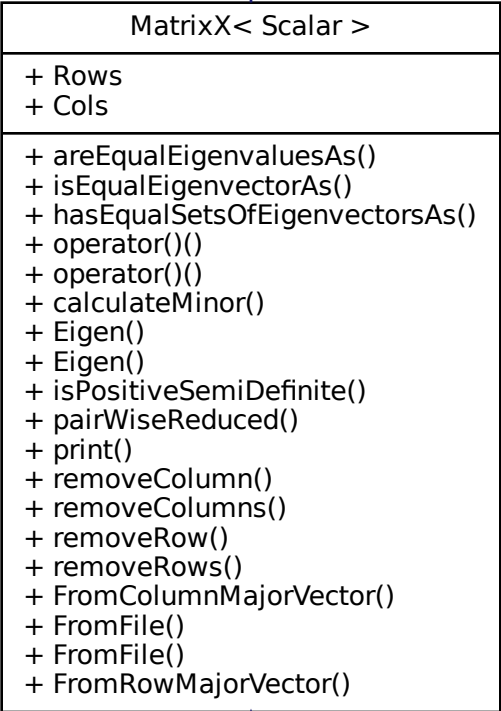 MatrixX< Scalar >
+ Rows
+ Cols
+ areEqualEigenvaluesAs()
+ isEqualEigenvectorAs()
+ hasEqualSetsOfEigenvectorsAs()
+ operator()()
+ operator()()
+ calculateMinor()
+ Eigen()
+ Eigen()
+ isPositiveSemiDefinite()
+ pairWiseReduced()
+ print()
+ removeColumn()
+ removeColumns()
+ removeRow()
+ removeRows()
+ FromColumnMajorVector()
+ FromFile()
+ FromFile()
+ FromRowMajorVector()